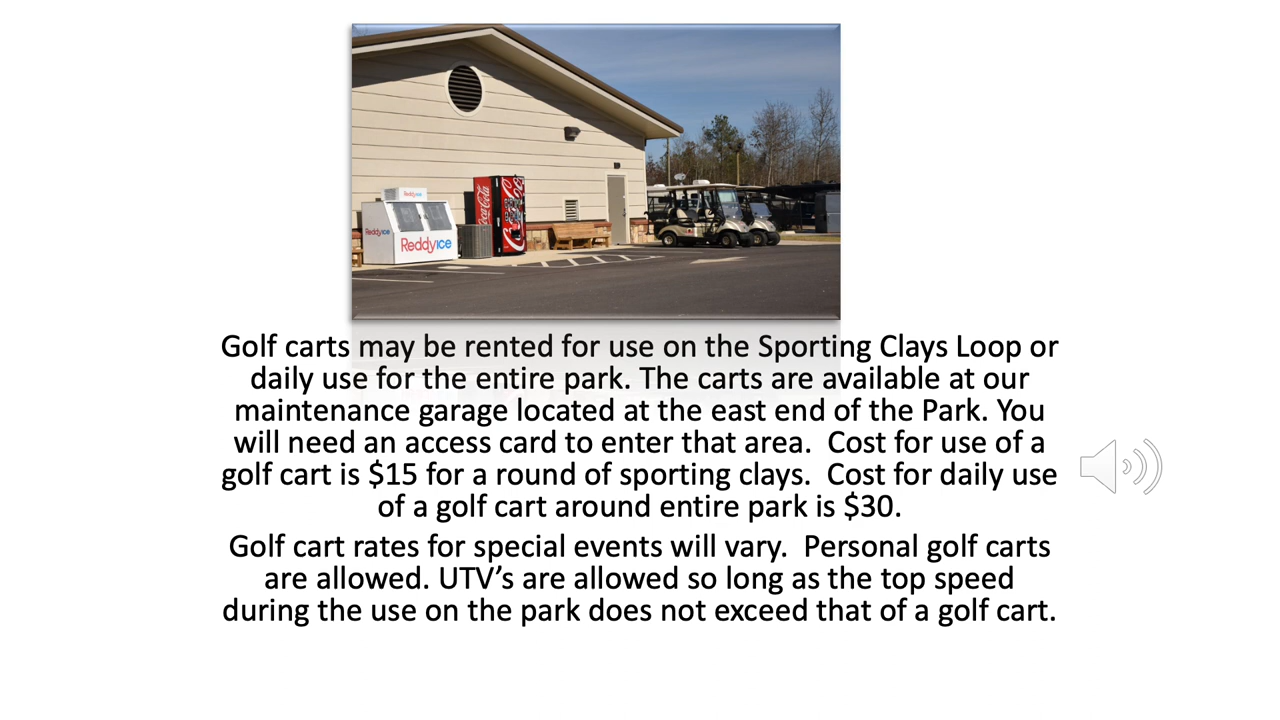 Reddyice
Reddyice
Reddyice
Coca-Cola
Golf carts may be rented for use on the Sporting Clays Loop or
daily use for the entire park. The carts are available at our
maintenance garage located at the east end of the Park. You
will need an access card to enter that area.  Cost for use of a
golf cart is $15 for a round of sporting clays.  Cost for daily use
of a golf cart around entire park is $30.
Golf cart rates for special events will vary.  Personal golf carts
are allowed. UTV’s are allowed so long as the top speed
during the use on the park does not exceed that of a golf cart.